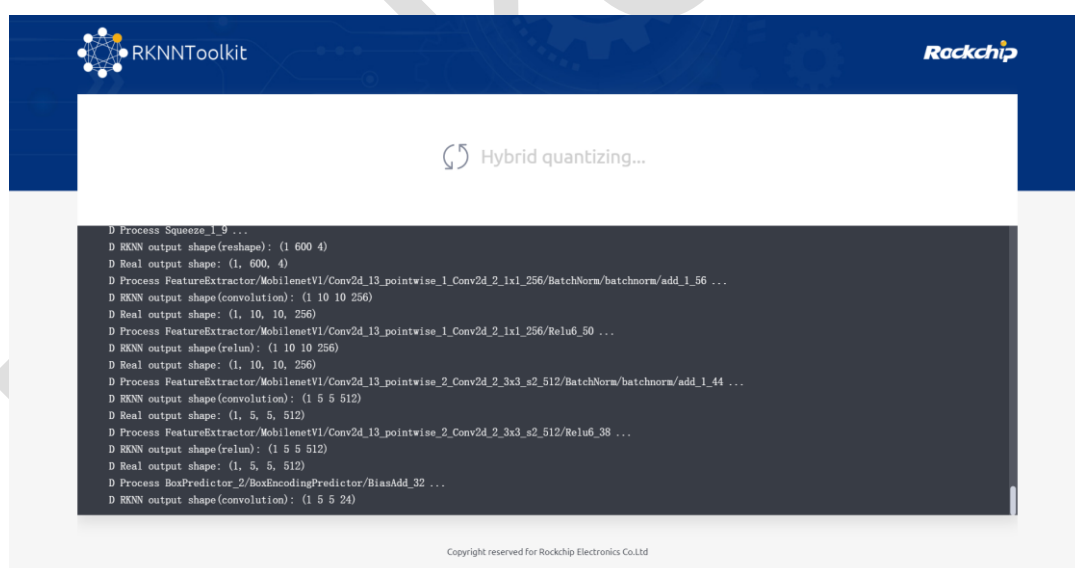 RKNNToolkit
Rockchip
Hybrid quantizing...
D Process Squeeze_1_9 ...
D RKNN output shape(reshape): (1 600 4)
D Real output shape: (1, 600, 4)
D Process FeatureExtractor/MobilenetV1/Conv2d_13_pointwise_1_Conv2d_2_1x1_256/BatchNorm/batchnorm/add_1_56 ...
D RKNN output shape(convolution): (1 10 10 256)
D Real output shape: (1, 10, 10, 256)
D Process FeatureExtractor/MobilenetV1/Conv2d_13_pointwise_1_Conv2d_2_1x1_256/Relu6_50 ...
D RKNN output shape(relun): (1 10 10 256)
D Real output shape: (1, 10, 10, 256)
D Process FeatureExtractor/MobilenetV1/Conv2d_13_pointwise_2_Conv2d_2_3x3_s2_512/BatchNorm/batchnorm/add_1_44 ...
D RKNN output shape(convolution): (1 5 5 512)
D Real output shape: (1, 5, 5, 512)
D Process FeatureExtractor/MobilenetV1/Conv2d_13_pointwise_2_Conv2d_2_3x3_s2_512/Relu6_38 ...
D RKNN output shape(relun): (1 5 5 512)
D Real output shape: (1, 5, 5, 512)
D Process BoxPredictor_2/BoxEncodingPredictor/BiasAdd_32 ...
D RKNN output shape(convolution): (1 5 5 24)
Copyright reserved for Rockchip Electronics Co.Ltd